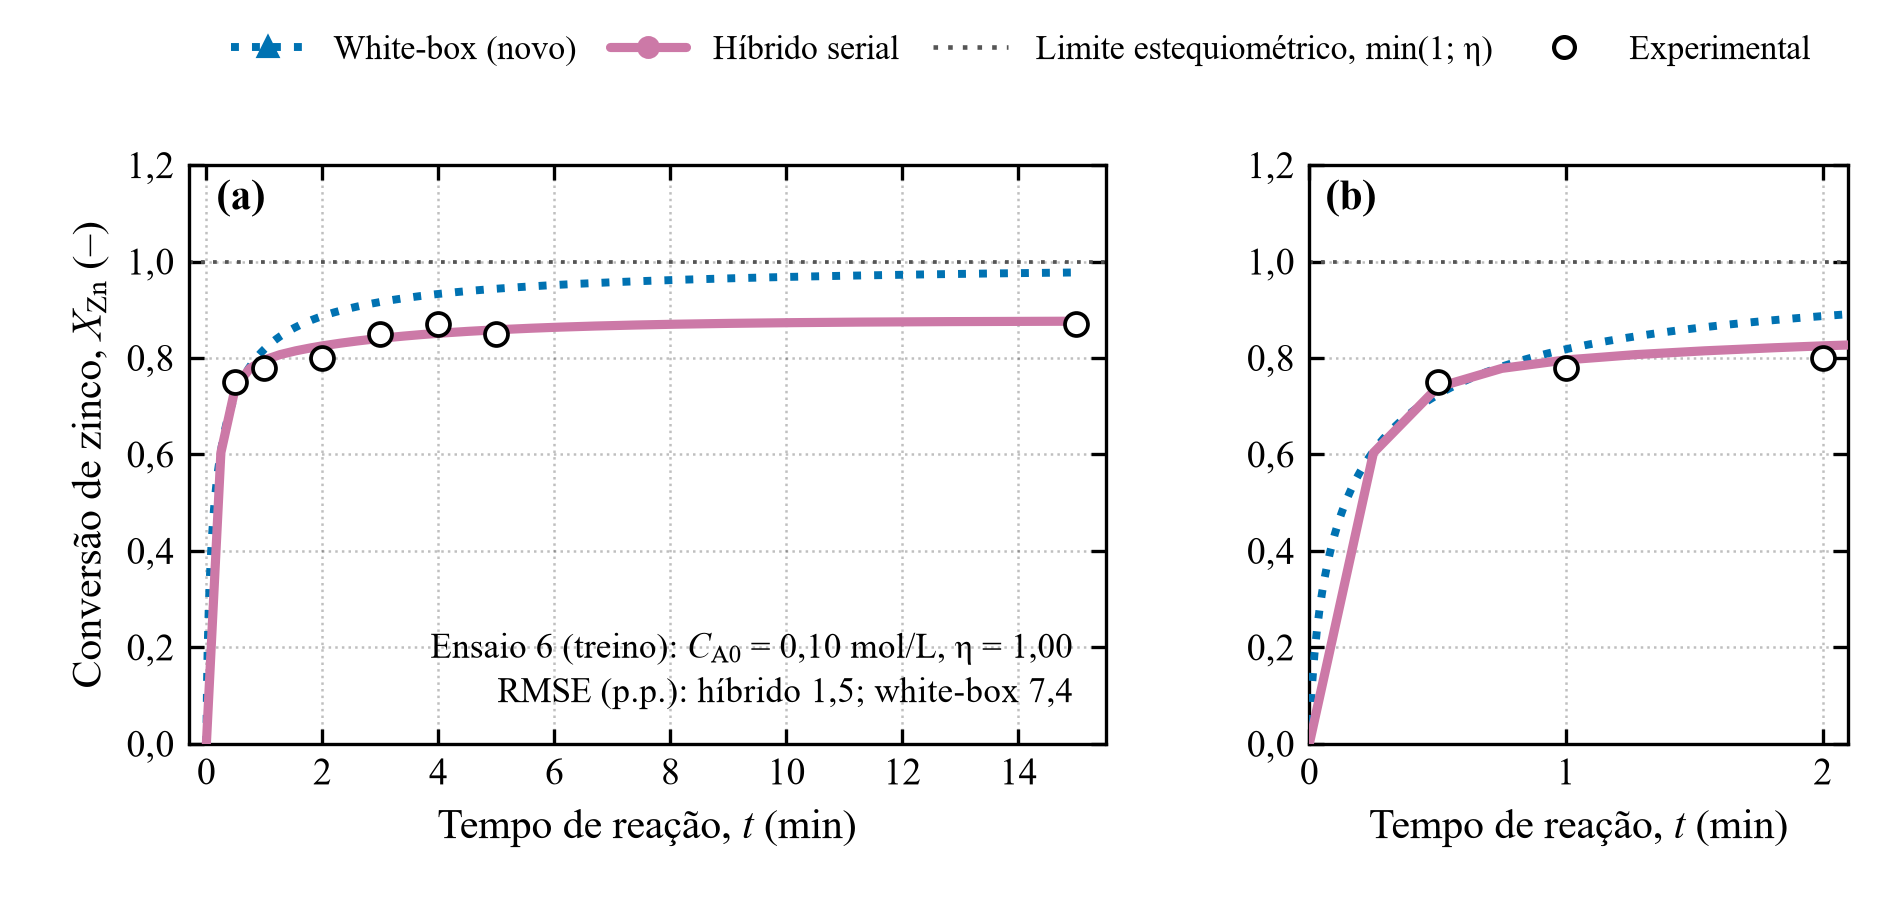 White-box (novo) Híbrido serial Limite estequiométrico, min(1; η) Experimental
(a)
1,2
1,0
0,8
0,6
0,4
0,2
0,0
Conversão de zinco, X_Zn (−)
Ensaio 6 (treino): C_A0 = 0,10 mol/L, η = 1,00
RMSE (p.p.): híbrido 1,5; white-box 7,4
0 2 4 6 8 10 12 14
Tempo de reação, t (min)
(b)
1,2
1,0
0,8
0,6
0,4
0,2
0,0
0 1 2
Tempo de reação, t (min)